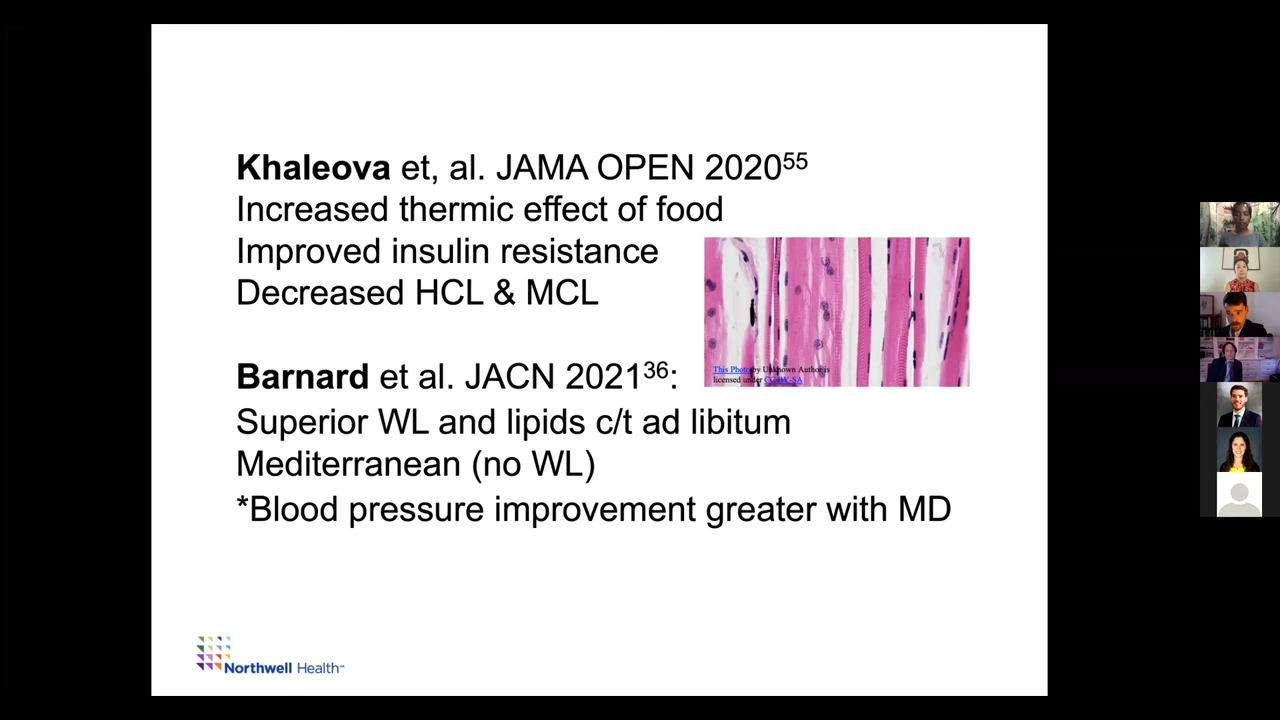 Khaleova et, al. JAMA OPEN 2020⁵⁵
Increased thermic effect of food
Improved insulin resistance
Decreased HCL & MCL
This Photo by Unknown Author is
licensed under CC BY-SA
Barnard et al. JACN 2021³⁶:
Superior WL and lipids c/t ad libitum
Mediterranean (no WL)
*Blood pressure improvement greater with MD
Northwell Health℠